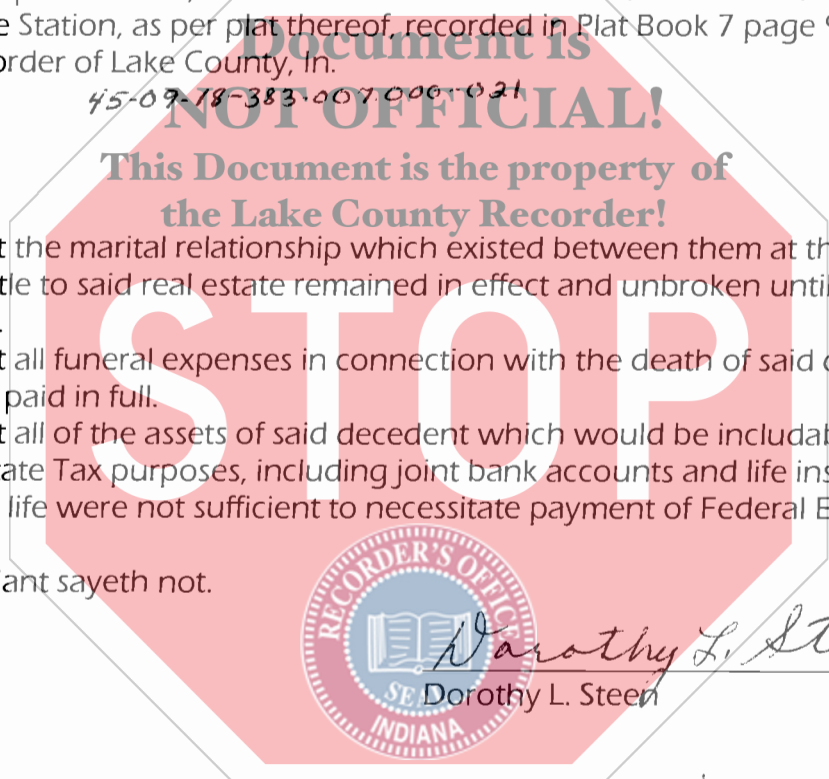 e Station, as per plat thereof, recorded in Plat Book 7 page
order of Lake County, In.
Document is
45-09-18-383-007.000-021
NOT OFFICIAL!
This Document is the property of
the Lake County Recorder!
t the marital relationship which existed between them at th
tle to said real estate remained in effect and unbroken until
.
STOP
t all funeral expenses in connection with the death of said
paid in full.
t all of the assets of said decedent which would be includab
ate Tax purposes, including joint bank accounts and life ins
life were not sufficient to necessitate payment of Federal E
iant sayeth not.
RECORDER'S OFFICE
Dorothy L. St
SEAL
Dorothy L. Steen
INDIANA